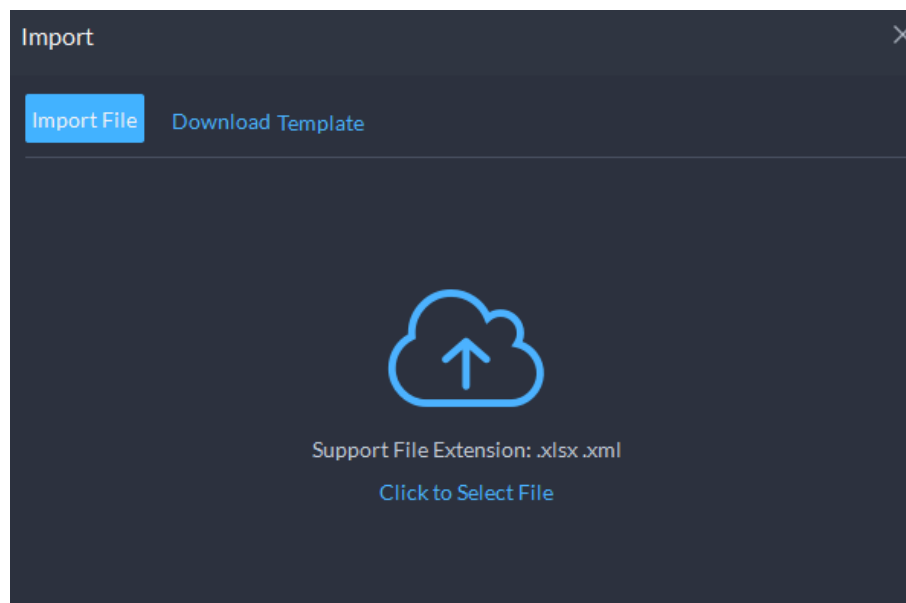 Import
Import File
Download Template
Support File Extension: .xlsx .xml
Click to Select File